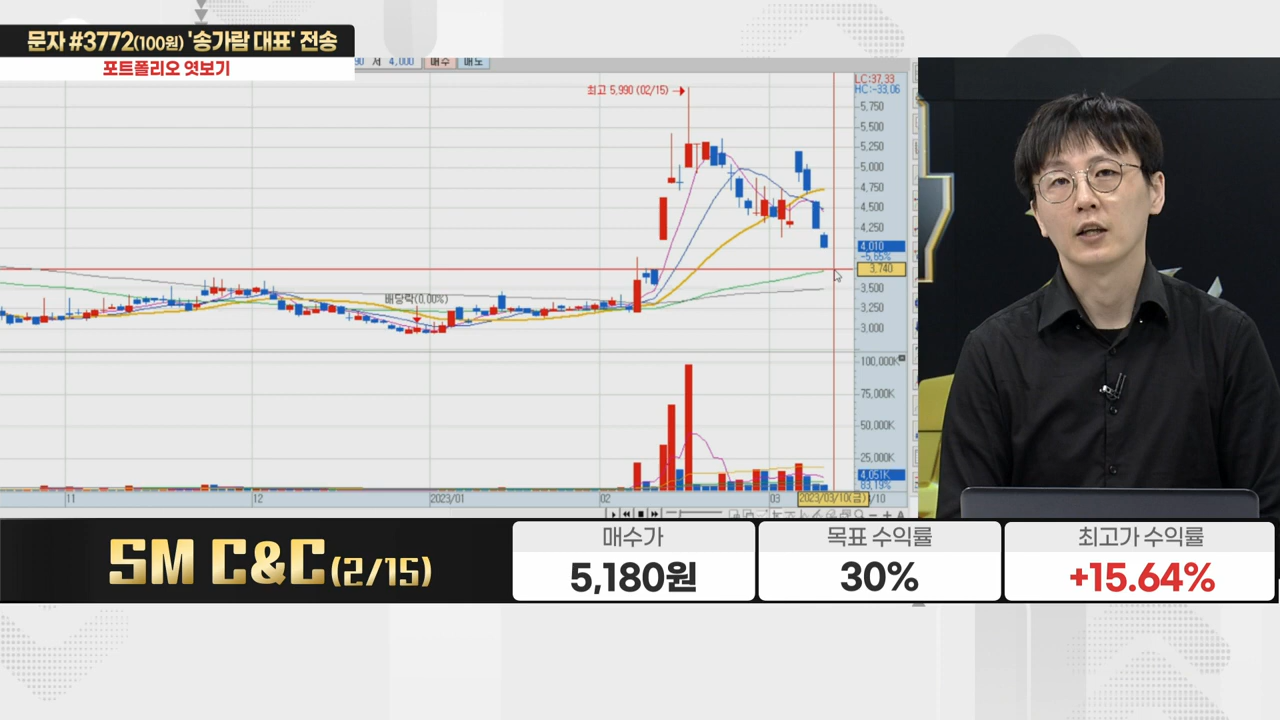 문자 #3772(100원) '송가람 대표' 전송
포트폴리오 엿보기
4,000 매수 매도
최고 5,990 (02/15)
LC:37.33
HC:-33.06
5,750
5,500
5,250
5,000
4,750
4,500
4,250
4,010
-5.65%
3,740
3,500
3,250
3,000
배당락(0.00%)
100,000K
75,000K
50,000K
25,000K
4,051K
83.19%
11
12
2023/01
02
03
2023/03/10(금)
/10
SM C&C(2/15)
매수가
5,180원
목표 수익률
30%
최고가 수익률
+15.64%